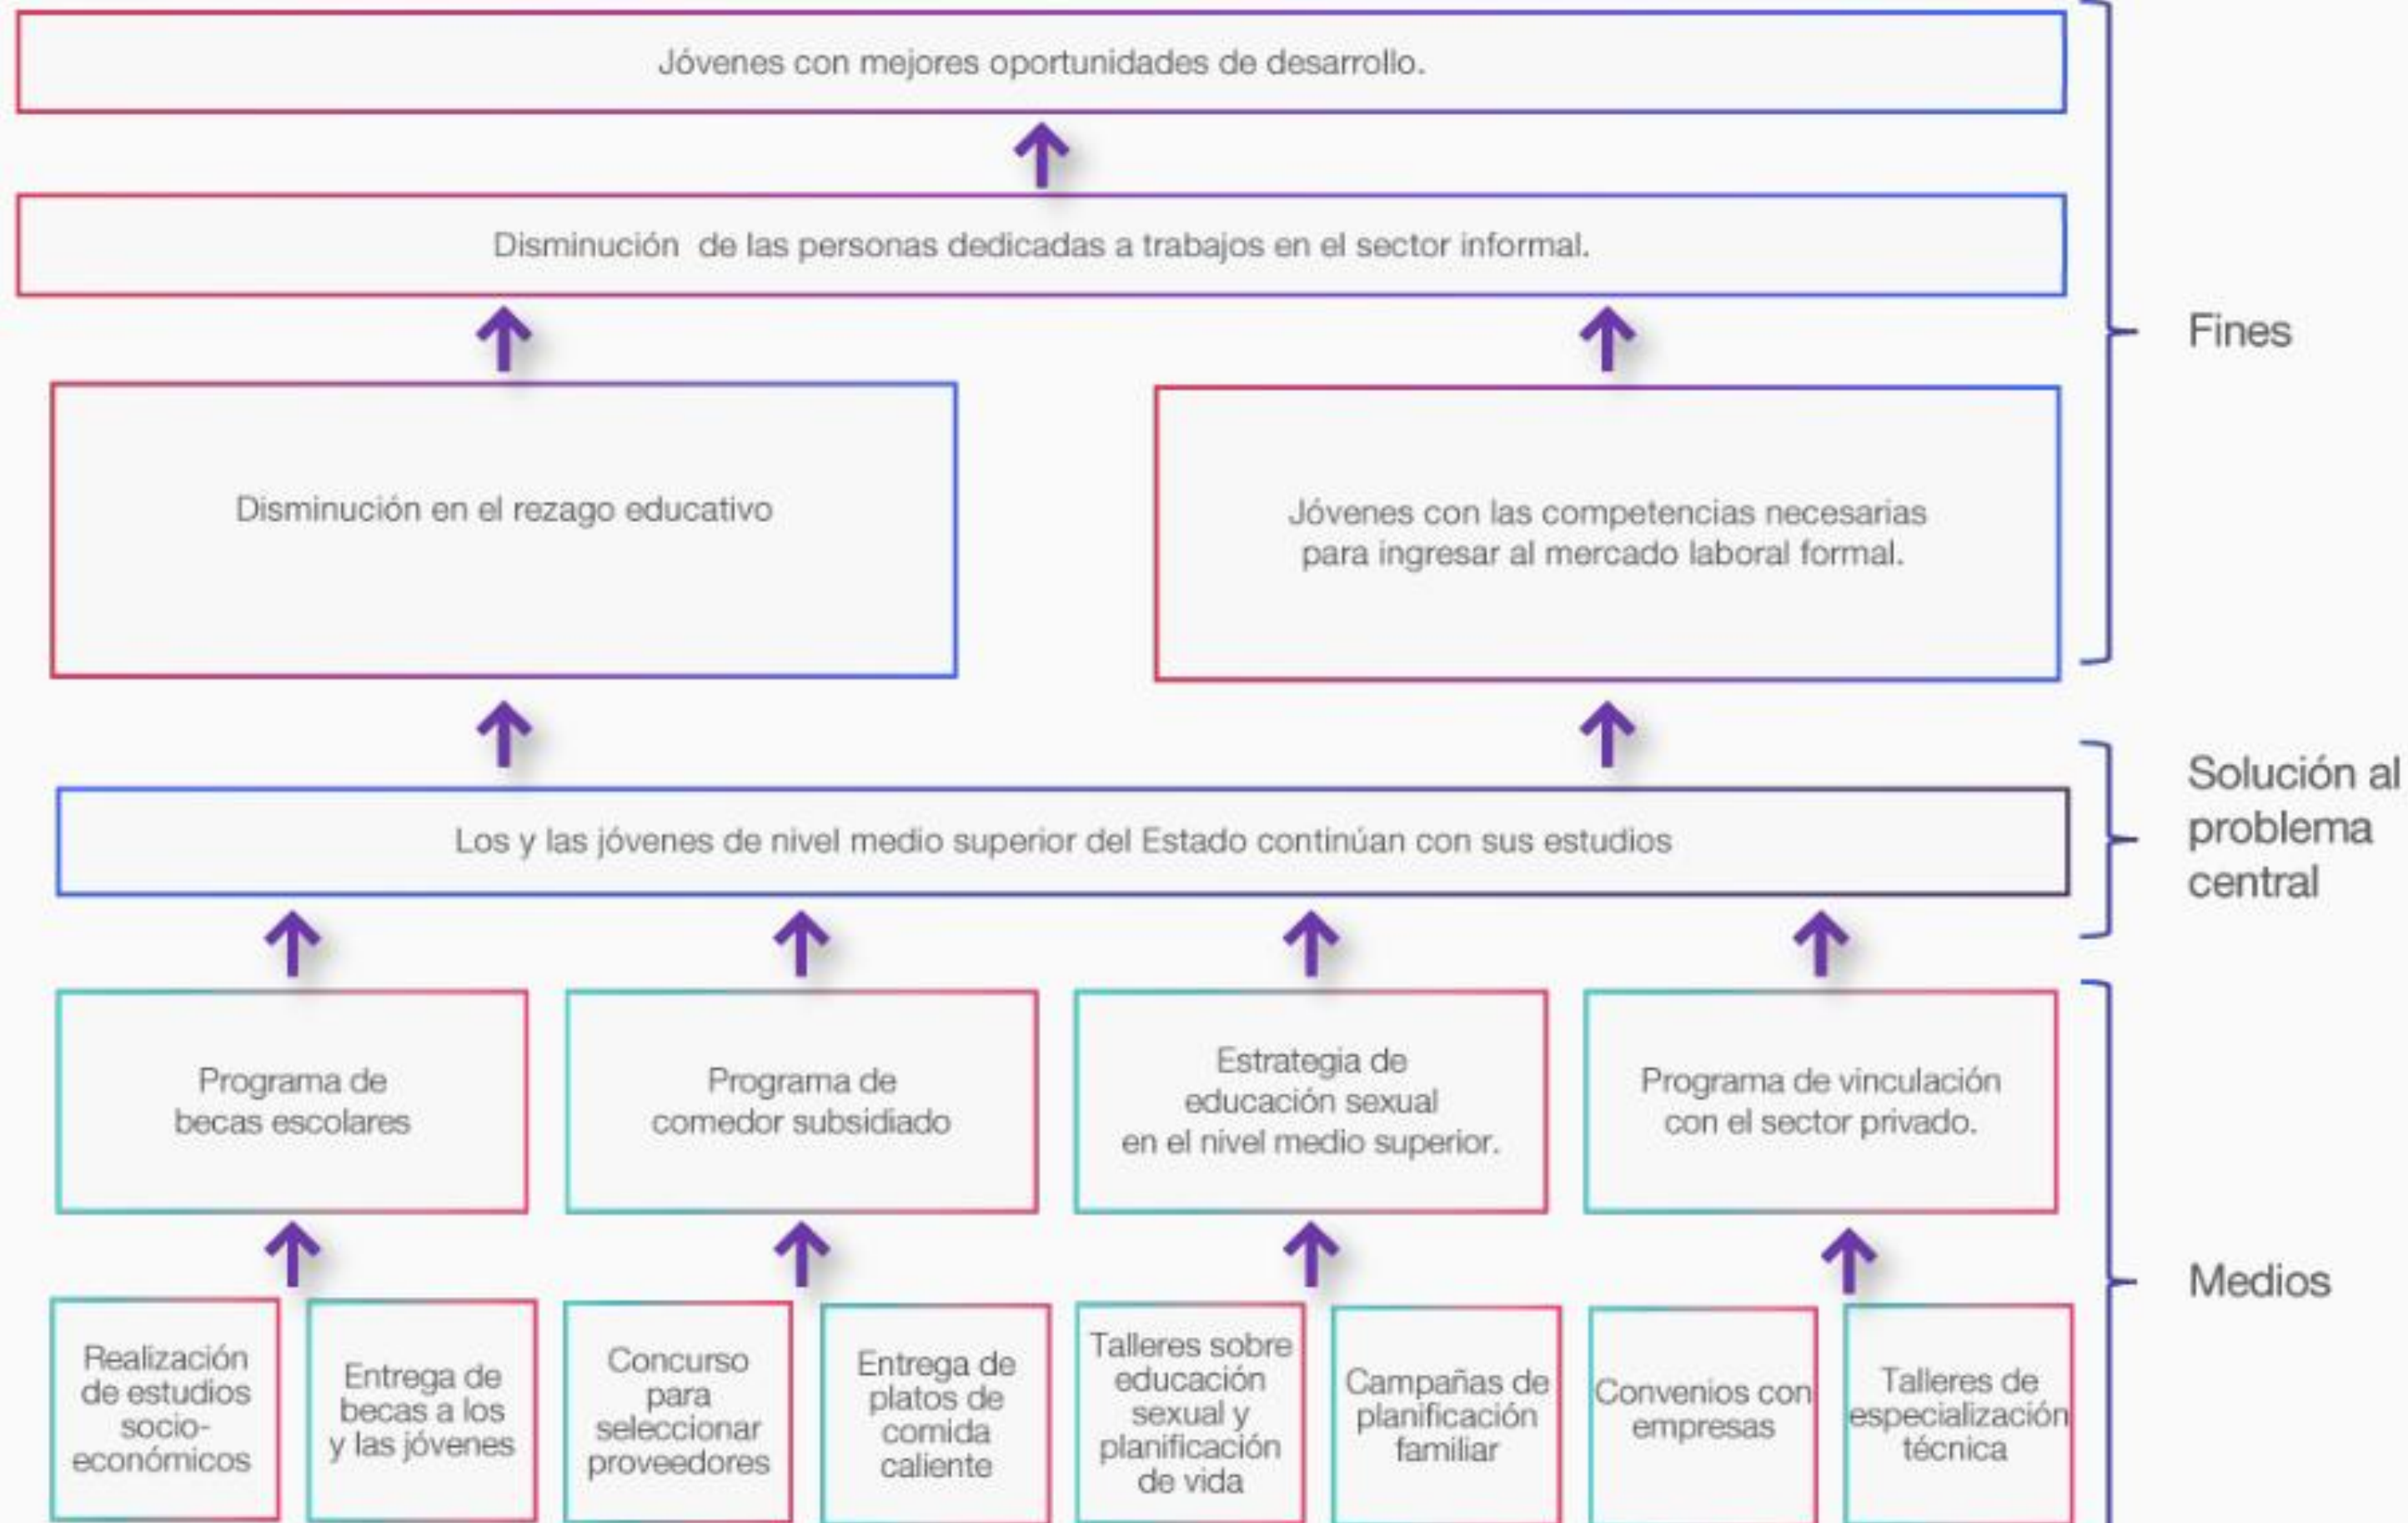 Jóvenes con mejores oportunidades de desarrollo.
Disminución de las personas dedicadas a trabajos en el sector informal.
Fines
Disminución en el rezago educativo
Jóvenes con las competencias necesarias
para ingresar al mercado laboral formal.
Solución al
problema
central
Los y las jóvenes de nivel medio superior del Estado continúan con sus estudios
Programa de
becas escolares
Programa de
comedor subsidiado
Estrategia de
educación sexual
en el nivel medio superior.
Programa de vinculación
con el sector privado.
Medios
Realización
de estudios
socio-
económicos
Entrega de
becas a los
y las jóvenes
Concurso
para
seleccionar
proveedores
Entrega de
platos de
comida
caliente
Talleres sobre
educación
sexual y
planificación
de vida
Campañas de
planificación
familiar
Convenios con
empresas
Talleres de
especialización
técnica